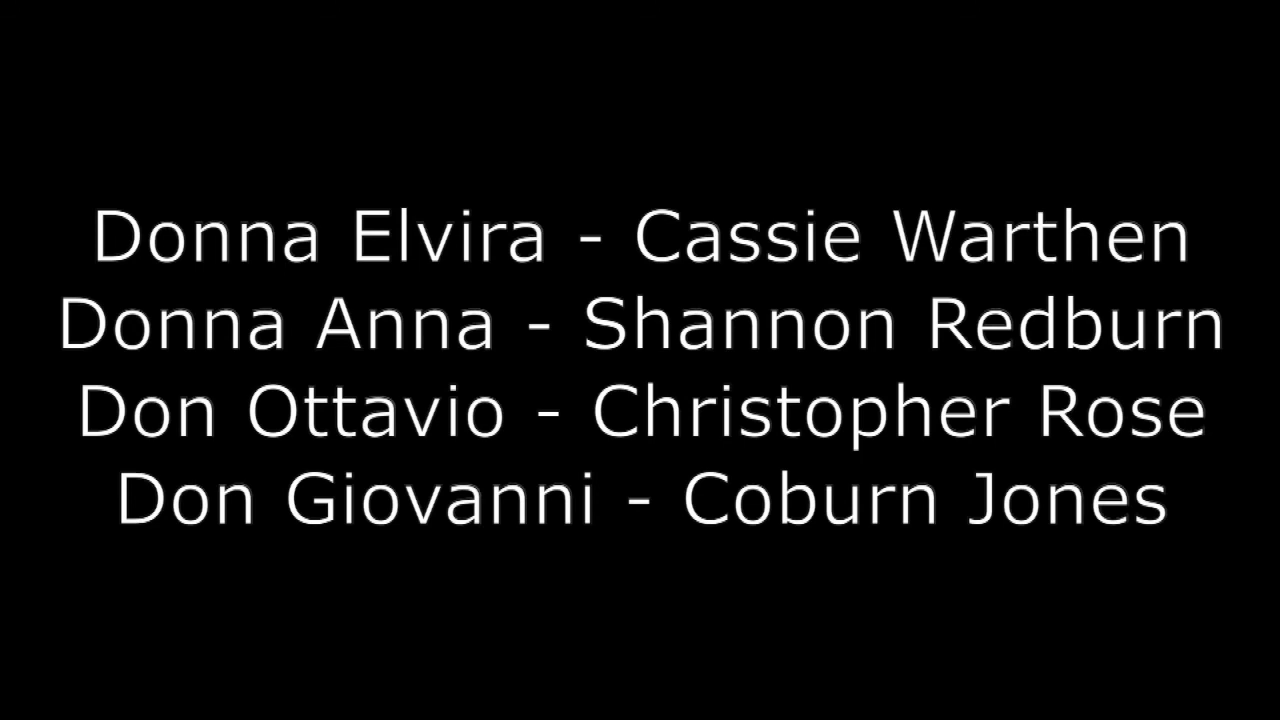 Donna Elvira - Cassie Warthen
Donna Anna - Shannon Redburn
Don Ottavio - Christopher Rose
Don Giovanni - Coburn Jones